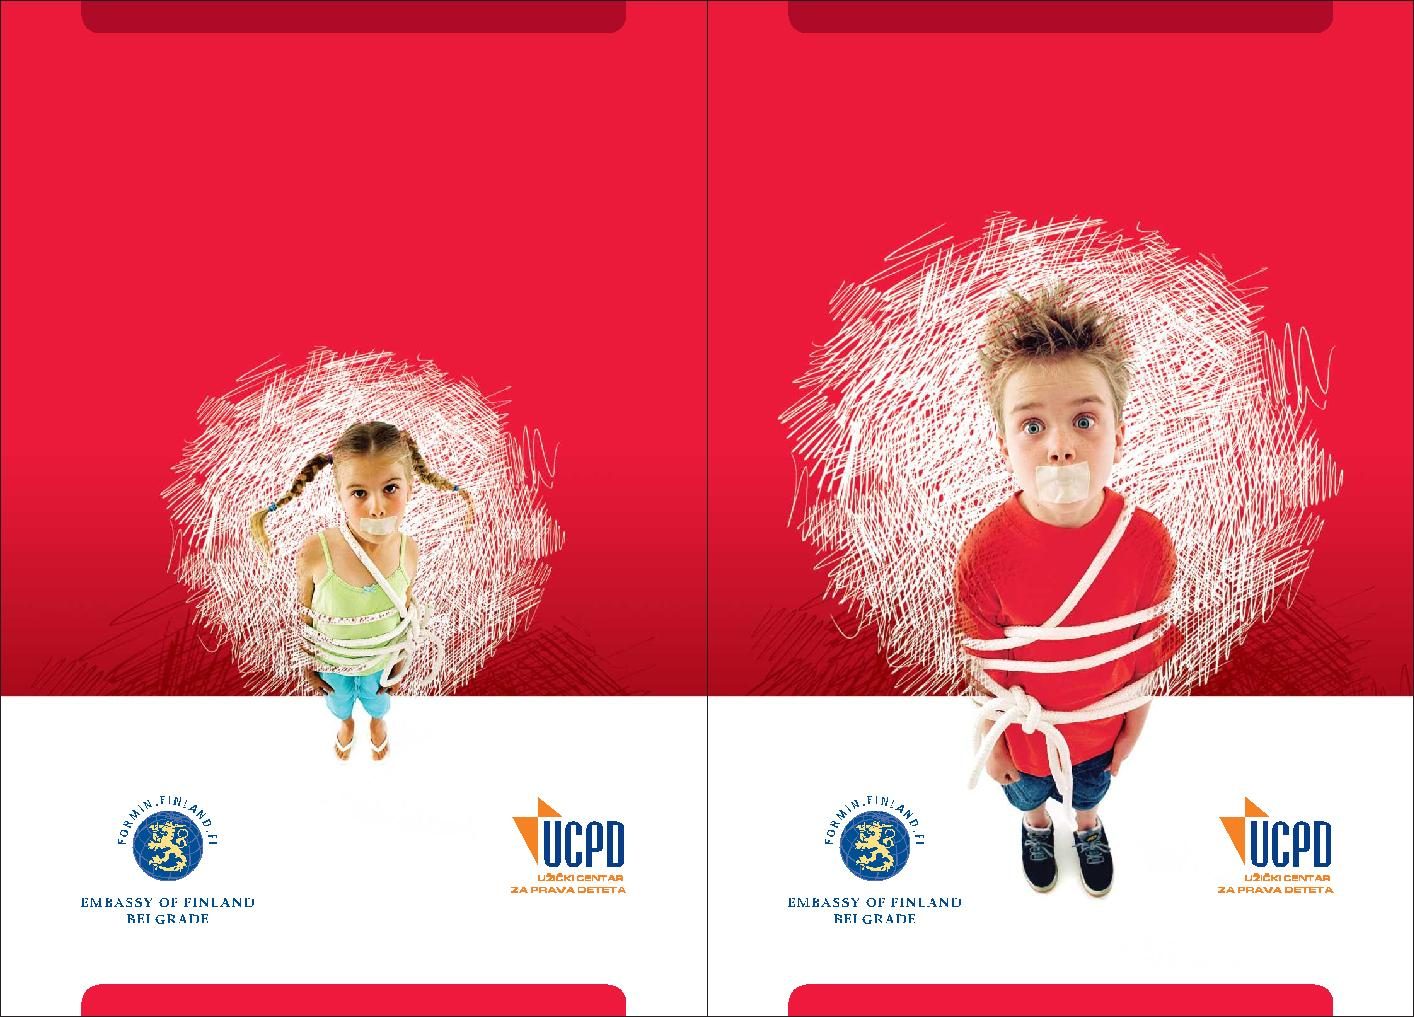 FORMIN.FINLAND.FI
EMBASSY OF FINLAND
BELGRADE
UCPD
UŽIČKI CENTAR
ZA PRAVA DETETA
FORMIN.FINLAND.FI
EMBASSY OF FINLAND
BELGRADE
UCPD
UŽIČKI CENTAR
ZA PRAVA DETETA